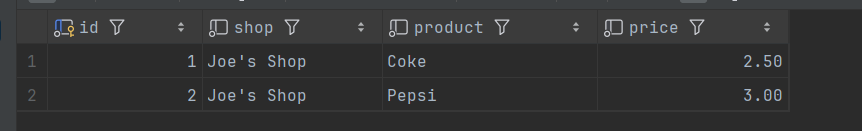 id shop product price
1 1 Joe's Shop Coke 2.50
2 2 Joe's Shop Pepsi 3.00